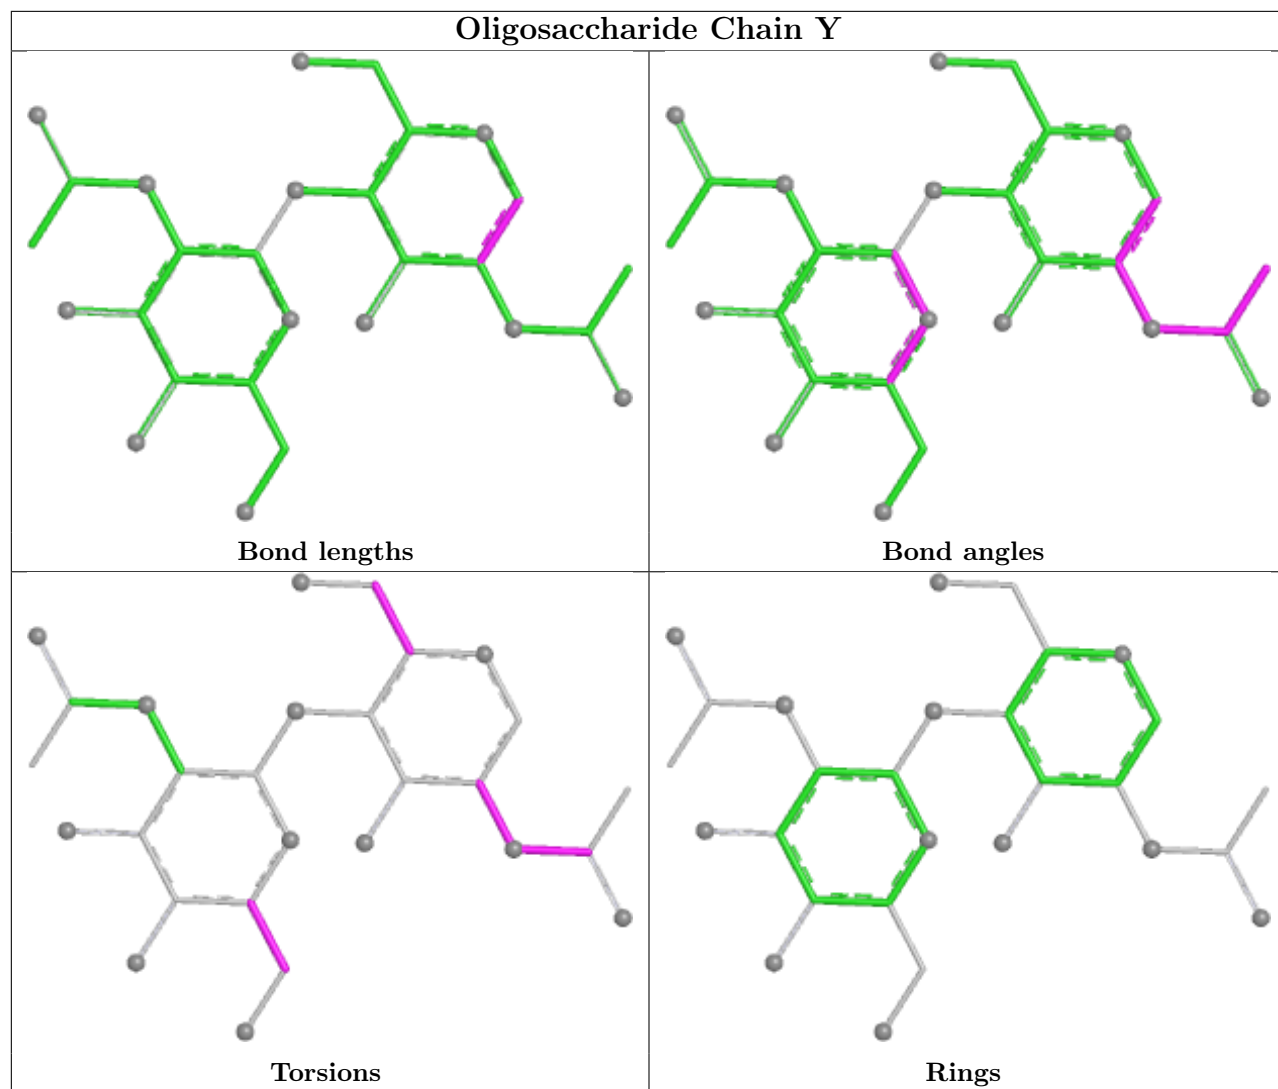 Oligosaccharide Chain Y
Bond lengths
Bond angles
Torsions
Rings